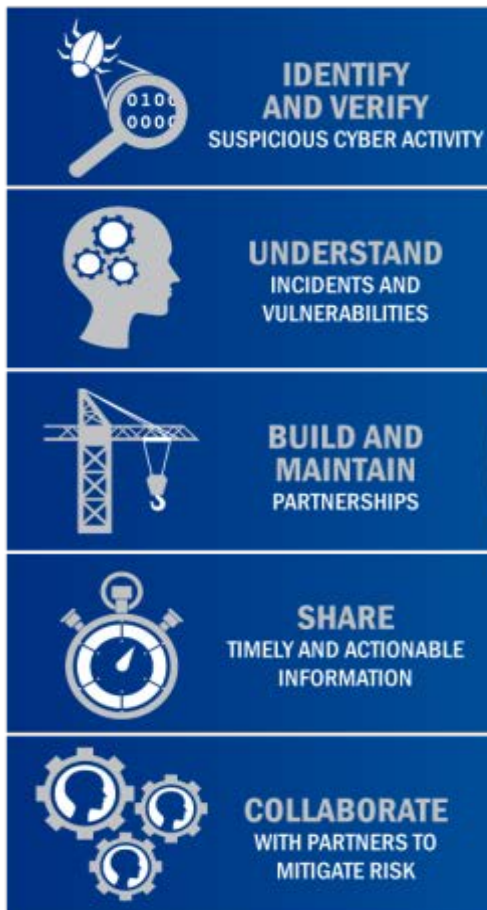 0100
0000
IDENTIFY
AND VERIFY
SUSPICIOUS CYBER ACTIVITY
UNDERSTAND
INCIDENTS AND
VULNERABILITIES
BUILD AND
MAINTAIN
PARTNERSHIPS
SHARE
TIMELY AND ACTIONABLE
INFORMATION
COLLABORATE
WITH PARTNERS TO
MITIGATE RISK